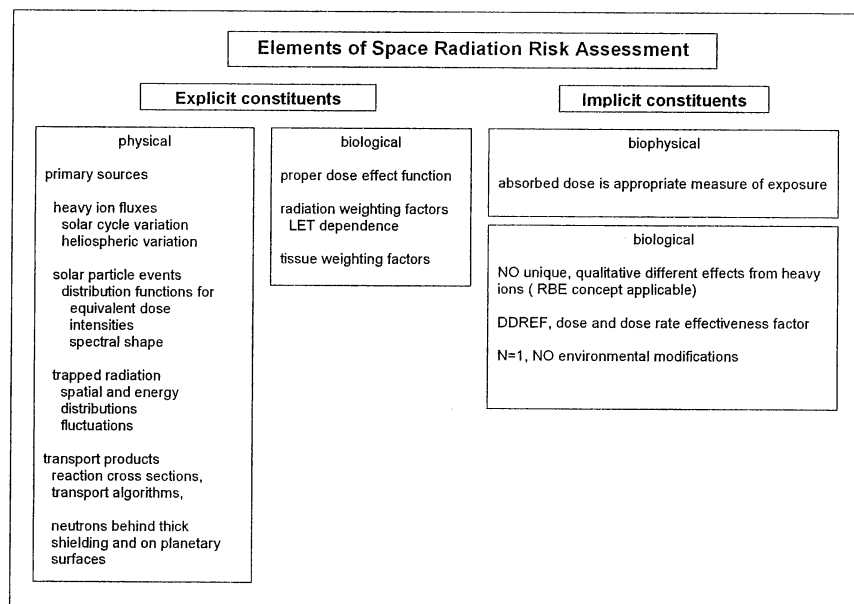 Elements of Space Radiation Risk Assessment
Explicit constituents
physical
primary sources
heavy ion fluxes
solar cycle variation
heliospheric variation
solar particle events
distribution functions for
equivalent dose
intensities
spectral shape
trapped radiation
spatial and energy
distributions
fluctuations
transport products
reaction cross sections,
transport algorithms,
neutrons behind thick
shielding and on planetary
surfaces
biological
proper dose effect function
radiation weighting factors
LET dependence
tissue weighting factors
Implicit constituents
biophysical
absorbed dose is appropriate measure of exposure
biological
NO unique, qualitative different effects from heavy
ions ( RBE concept applicable)
DDREF, dose and dose rate effectiveness factor
N=1, NO environmental modifications